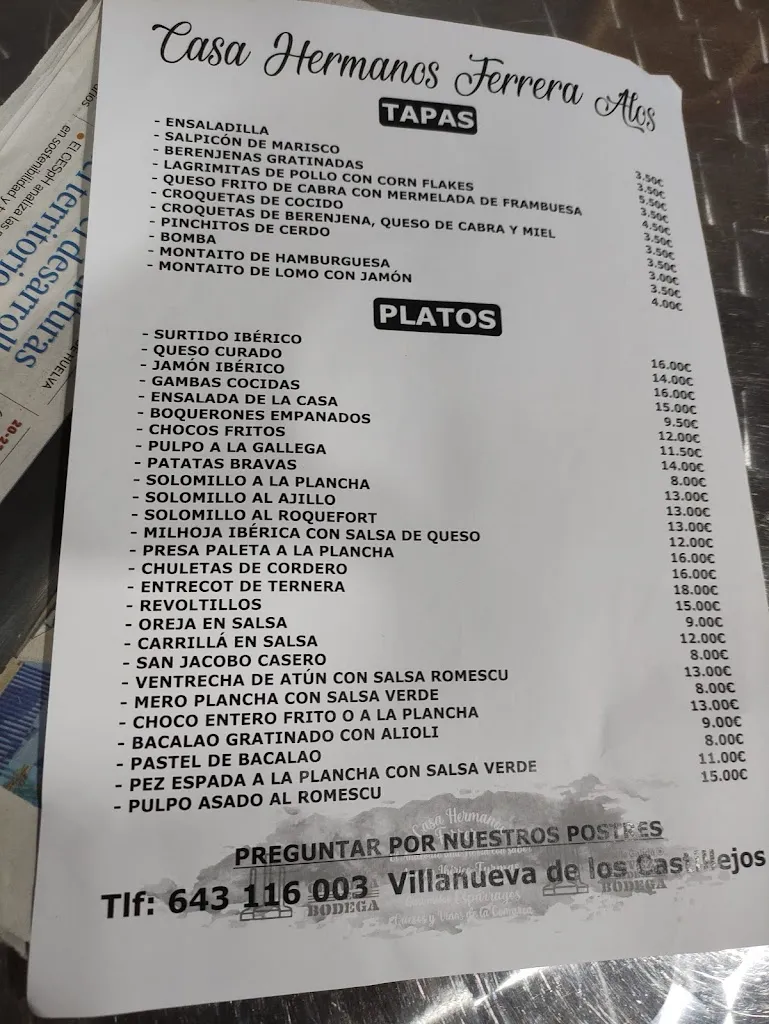 Casa Hermanos Ferrera Alos
TAPAS
- ENSALADILLA 3.50€
- SALPICÓN DE MARISCO 3.50€
- BERENJENAS GRATINADAS 5.50€
- LAGRIMITAS DE POLLO CON CORN FLAKES 3.50€
- QUESO FRITO DE CABRA CON MERMELADA DE FRAMBUESA 4.50€
- CROQUETAS DE COCIDO 3.50€
- CROQUETAS DE BERENJENA, QUESO DE CABRA Y MIEL 3.50€
- PINCHITOS DE CERDO 3.50€
- BOMBA 3.00€
- MONTAITO DE HAMBURGUESA 3.50€
- MONTAITO DE LOMO CON JAMÓN 4.00€
PLATOS
- SURTIDO IBÉRICO 16.00€
- QUESO CURADO 14.00€
- JAMÓN IBÉRICO 16.00€
- GAMBAS COCIDAS 15.00€
- ENSALADA DE LA CASA 9.50€
- BOQUERONES EMPANADOS 12.00€
- CHOCOS FRITOS 11.50€
- PULPO A LA GALLEGA 14.00€
- PATATAS BRAVAS 8.00€
- SOLOMILLO A LA PLANCHA 13.00€
- SOLOMILLO AL AJILLO 13.00€
- SOLOMILLO AL ROQUEFORT 13.00€
- MILHOJA IBÉRICA CON SALSA DE QUESO 12.00€
- PRESA PALETA A LA PLANCHA 16.00€
- CHULETAS DE CORDERO 16.00€
- ENTRECOT DE TERNERA 18.00€
- REVOLTILLOS 15.00€
- OREJA EN SALSA 9.00€
- CARRILLÁ EN SALSA 12.00€
- SAN JACOBO CASERO 8.00€
- VENTRECHA DE ATÚN CON SALSA ROMESCU 13.00€
- MERO PLANCHA CON SALSA VERDE 8.00€
- CHOCO ENTERO FRITO O A LA PLANCHA 13.00€
- BACALAO GRATINADO CON ALIOLI 9.00€
- PASTEL DE BACALAO 8.00€
- PEZ ESPADA A LA PLANCHA CON SALSA VERDE 11.00€
- PULPO ASADO AL ROMESCU 15.00€
Casa Hermanos
PREGUNTAR POR NUESTROS POSTRES
Tlf: 643 116 003 Villanueva de los Castillejos
BODEGA BODEGA
El CESpH analiza las
en sostenibilidad y
desarroll
territorio
HUELVA